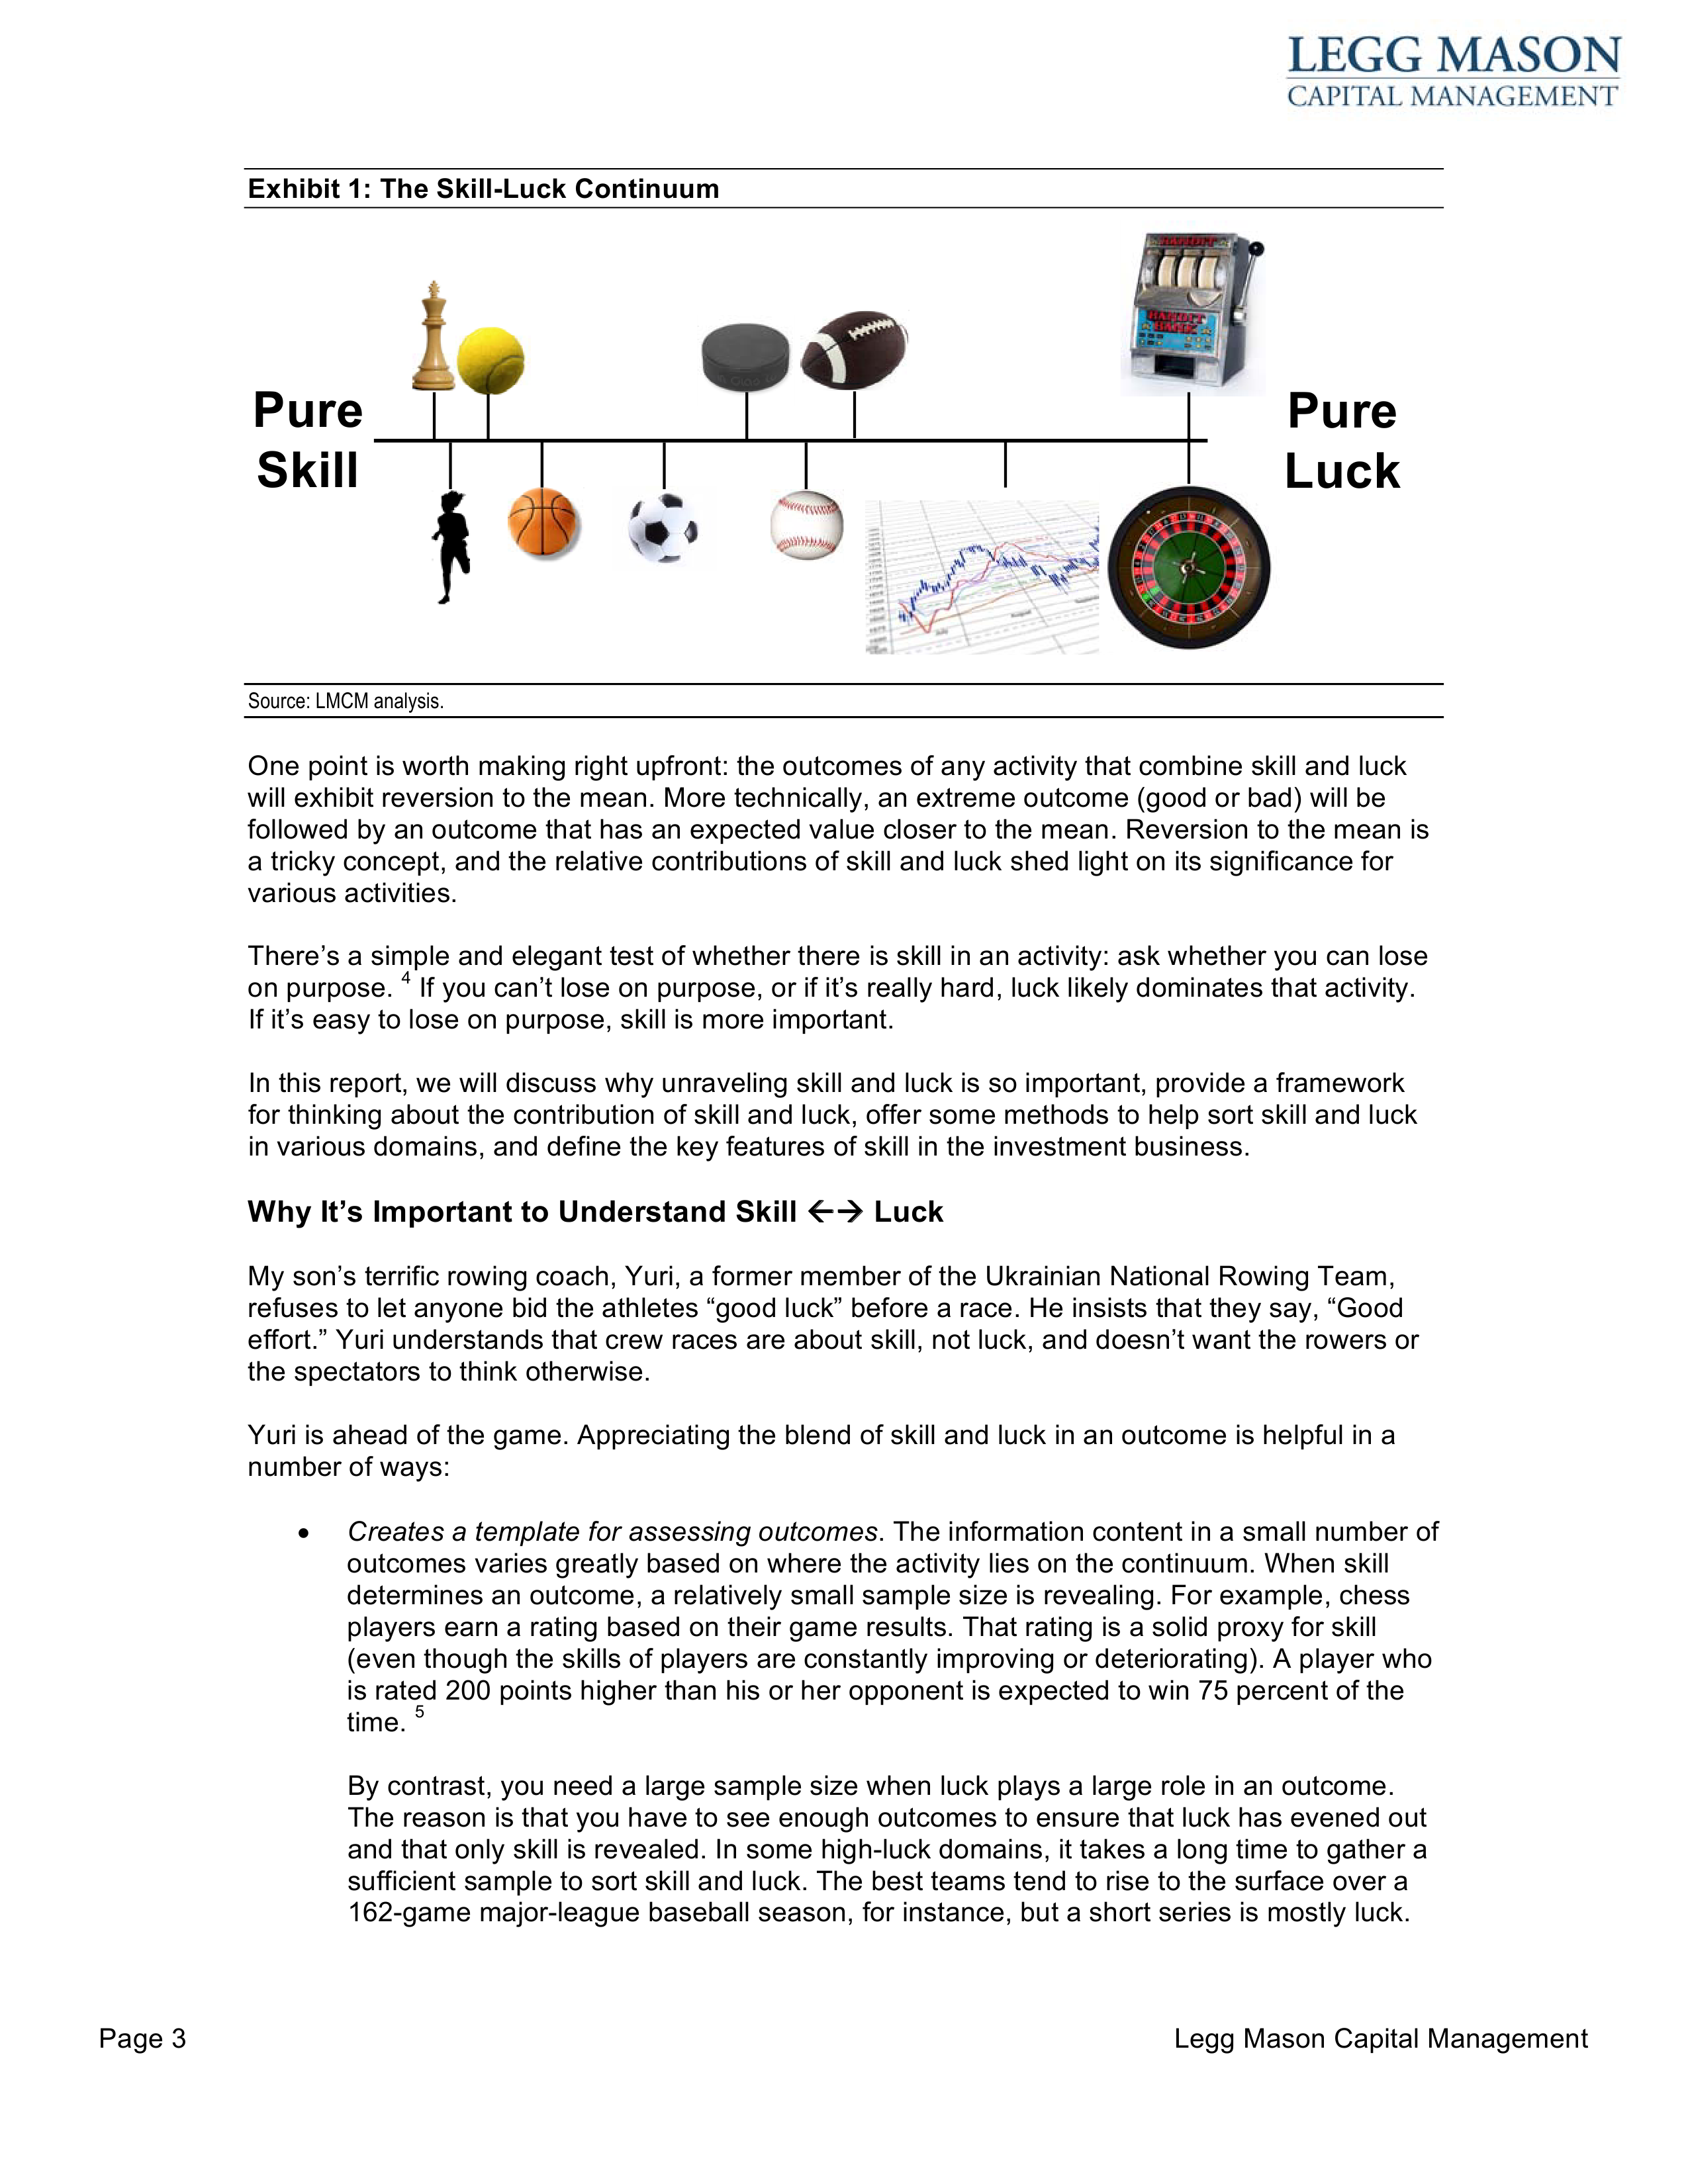 LEGG MASON
CAPITAL MANAGEMENT
Exhibit 1: The Skill-Luck Continuum
BANDIT
BANDIT
BANK
Pure
Skill
Pure
Luck
July
August
Source: LMCM analysis.
One point is worth making right upfront: the outcomes of any activity that combine skill and luck
will exhibit reversion to the mean. More technically, an extreme outcome (good or bad) will be
followed by an outcome that has an expected value closer to the mean. Reversion to the mean is
a tricky concept, and the relative contributions of skill and luck shed light on its significance for
various activities.
There’s a simple and elegant test of whether there is skill in an activity: ask whether you can lose
on purpose. 4 If you can’t lose on purpose, or if it’s really hard, luck likely dominates that activity.
If it’s easy to lose on purpose, skill is more important.
In this report, we will discuss why unraveling skill and luck is so important, provide a framework
for thinking about the contribution of skill and luck, offer some methods to help sort skill and luck
in various domains, and define the key features of skill in the investment business.
Why It’s Important to Understand Skill ←→ Luck
My son’s terrific rowing coach, Yuri, a former member of the Ukrainian National Rowing Team,
refuses to let anyone bid the athletes “good luck” before a race. He insists that they say, “Good
effort.” Yuri understands that crew races are about skill, not luck, and doesn’t want the rowers or
the spectators to think otherwise.
Yuri is ahead of the game. Appreciating the blend of skill and luck in an outcome is helpful in a
number of ways:
• Creates a template for assessing outcomes. The information content in a small number of
outcomes varies greatly based on where the activity lies on the continuum. When skill
determines an outcome, a relatively small sample size is revealing. For example, chess
players earn a rating based on their game results. That rating is a solid proxy for skill
(even though the skills of players are constantly improving or deteriorating). A player who
is rated 200 points higher than his or her opponent is expected to win 75 percent of the
time. 5
By contrast, you need a large sample size when luck plays a large role in an outcome.
The reason is that you have to see enough outcomes to ensure that luck has evened out
and that only skill is revealed. In some high-luck domains, it takes a long time to gather a
sufficient sample to sort skill and luck. The best teams tend to rise to the surface over a
162-game major-league baseball season, for instance, but a short series is mostly luck.
Page 3
Legg Mason Capital Management